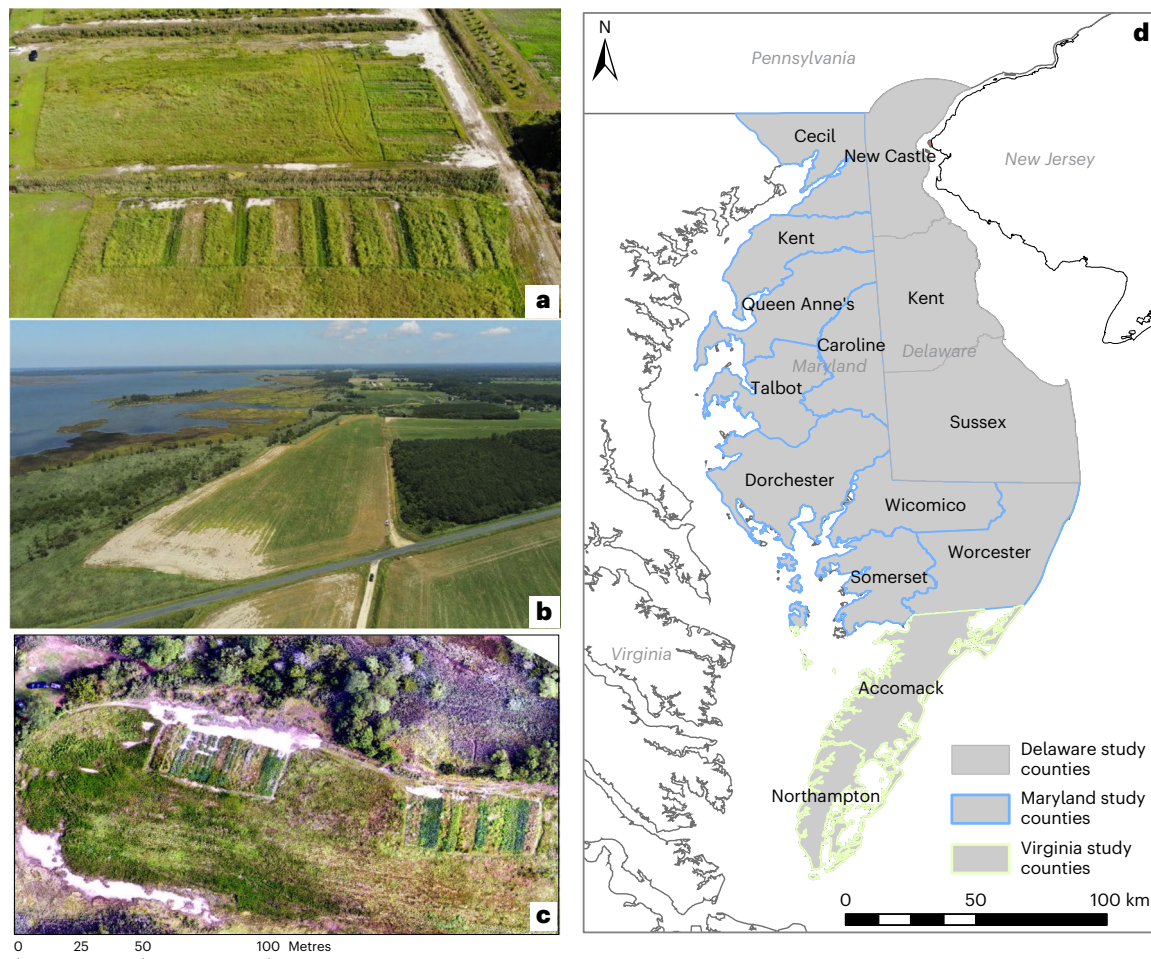 a
b
c
0 25 50 100 Metres
d
N
Pennsylvania
New Jersey
Cecil
New Castle
Kent
Kent
Queen Anne's
Caroline
Maryland
Delaware
Talbot
Sussex
Dorchester
Wicomico
Worcester
Somerset
Virginia
Accomack
Northampton
Delaware study
counties
Maryland study
counties
Virginia study
counties
0 50 100 km